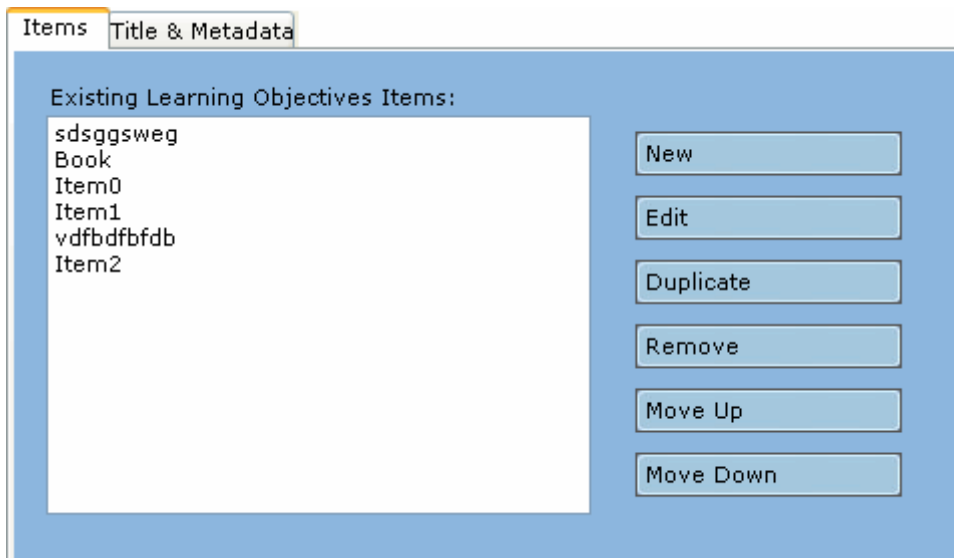 Items
Title & Metadata
Existing Learning Objectives Items:
sdsggsweg
Book
Item0
Item1
vdfbdfbfdb
Item2
New
Edit
Duplicate
Remove
Move Up
Move Down